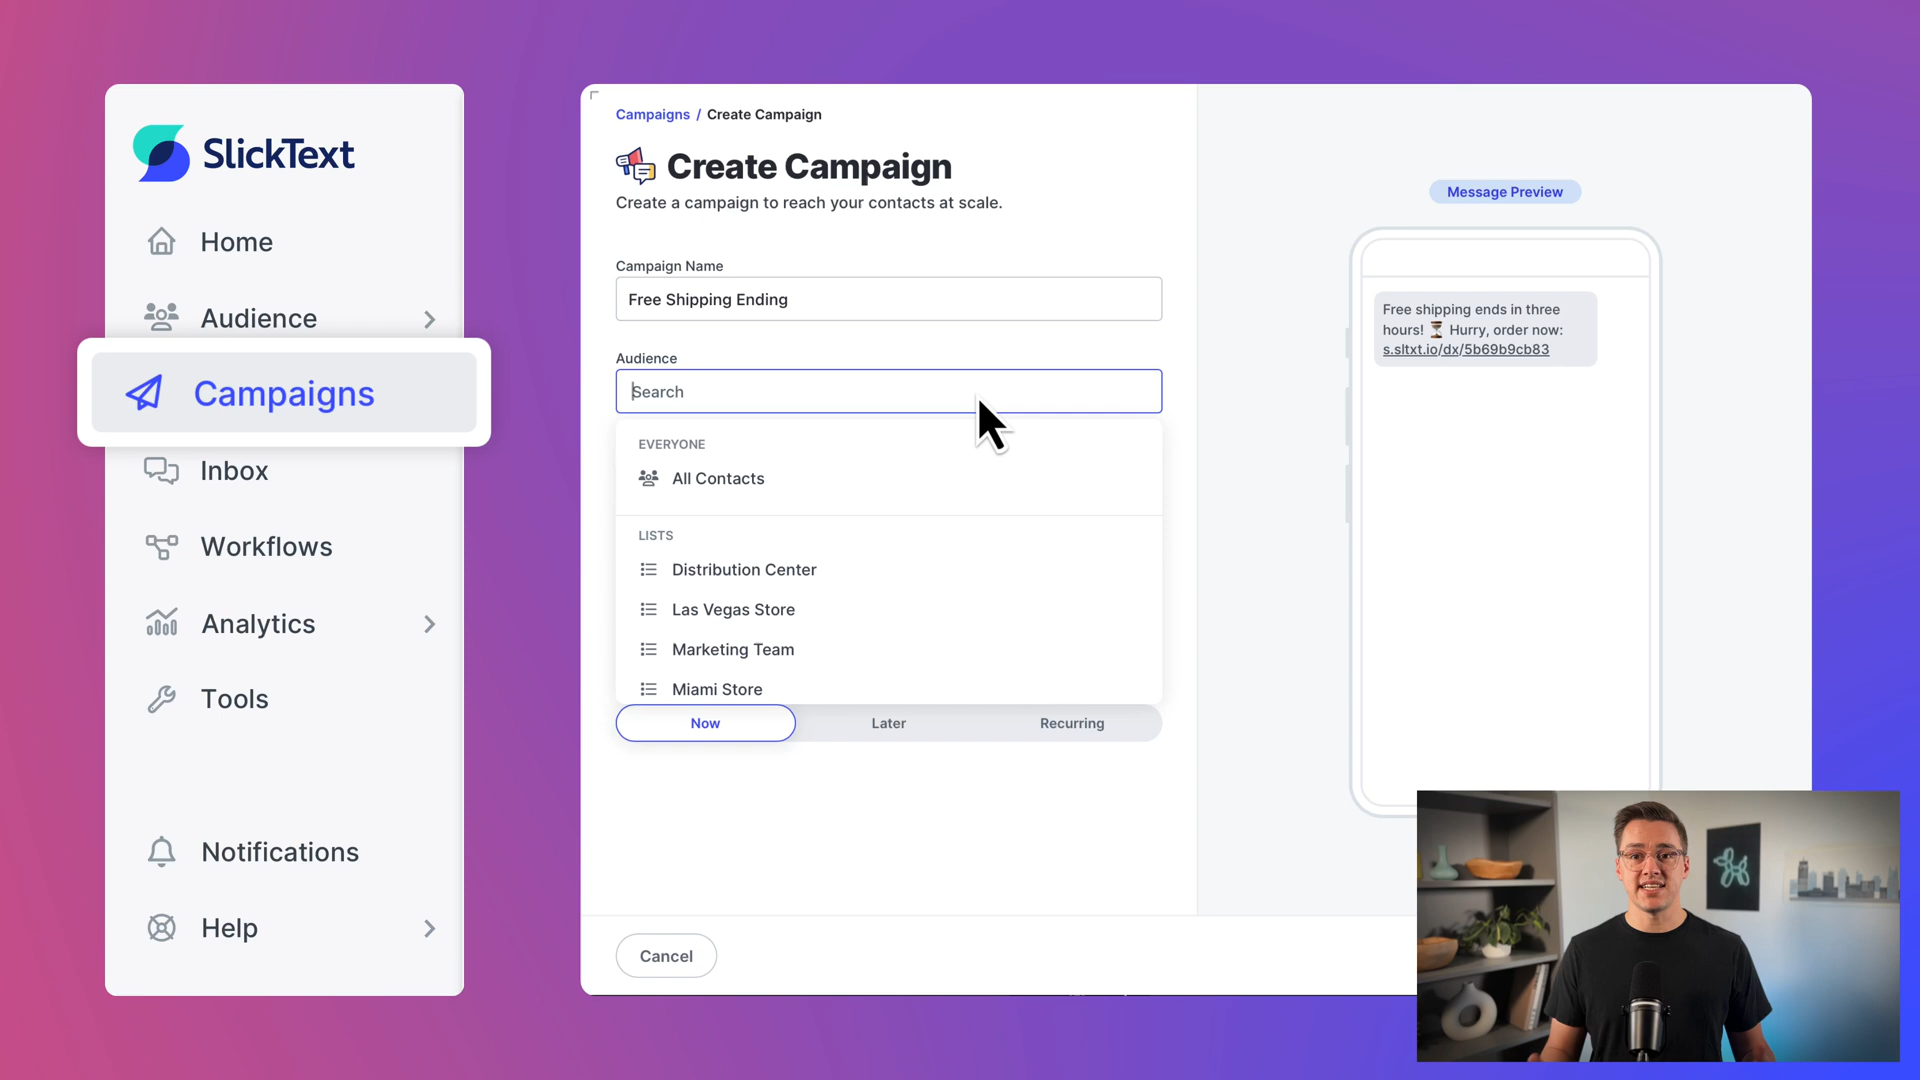 SlickText
Home
Audience
Campaigns
Inbox
Workflows
Analytics
Tools
Notifications
Help
Campaigns / Create Campaign
Create Campaign
Create a campaign to reach your contacts at scale.
Campaign Name
Free Shipping Ending
Audience
Search
EVERYONE
All Contacts
LISTS
Distribution Center
Las Vegas Store
Marketing Team
Miami Store
Now Later Recurring
Cancel
Message Preview
Free shipping ends in three
hours! ⏳ Hurry, order now:
s.sltxt.io/dx/5b69b9cb83